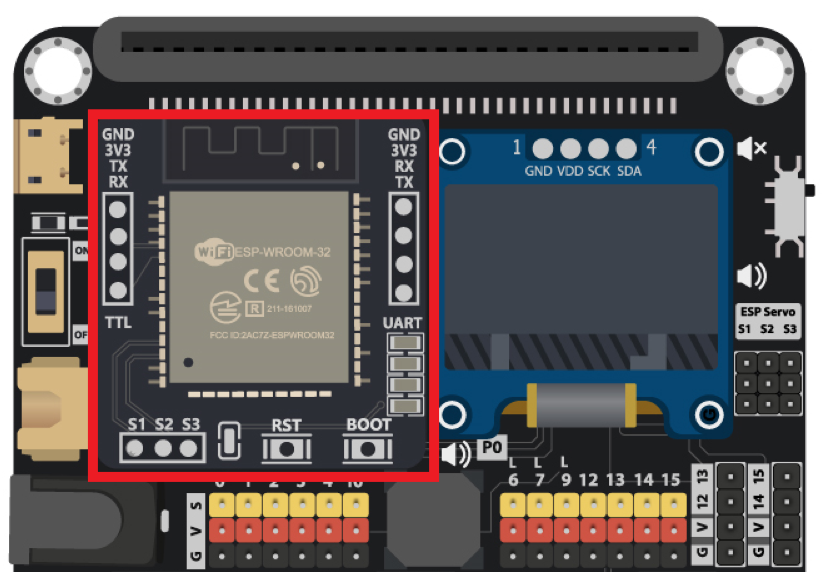 GND
3V3
TX
RX
TTL
GND
3V3
RX
TX
UART
WiFi ESP-WROOM-32
CE
R 211-161007
FCC ID:2AC7Z-ESPWROOM32
S1 S2 S3
RST
BOOT
1 4
GND VDD SCK SDA
ON
ESP Servo
S1 S2 S3
P0
L L L
6 7 9 12 13 14 15
1 2 3 4 10
S
V
G
13
12
V
G
15
14
V
G